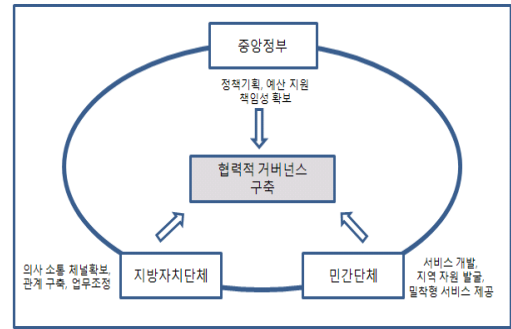 중앙정부
정책기획, 예산 지원
책임성 확보
협력적 거버넌스
구축
의사 소통 채널확보,
관계 구축, 업무조정
지방자치단체
민간단체
서비스 개발,
지역 자원 발굴,
밀착형 서비스 제공